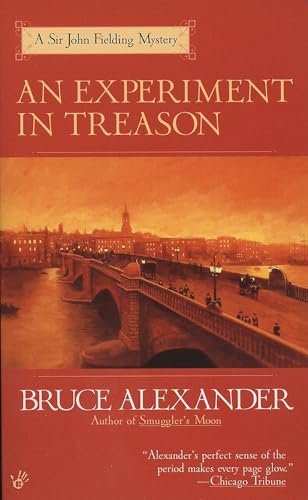 A Sir John Fielding Mystery
AN EXPERIMENT
IN TREASON
BRUCE ALEXANDER
Author of Smuggler's Moon
"Alexander's perfect sense of the
period makes every page glow."
—Chicago Tribune